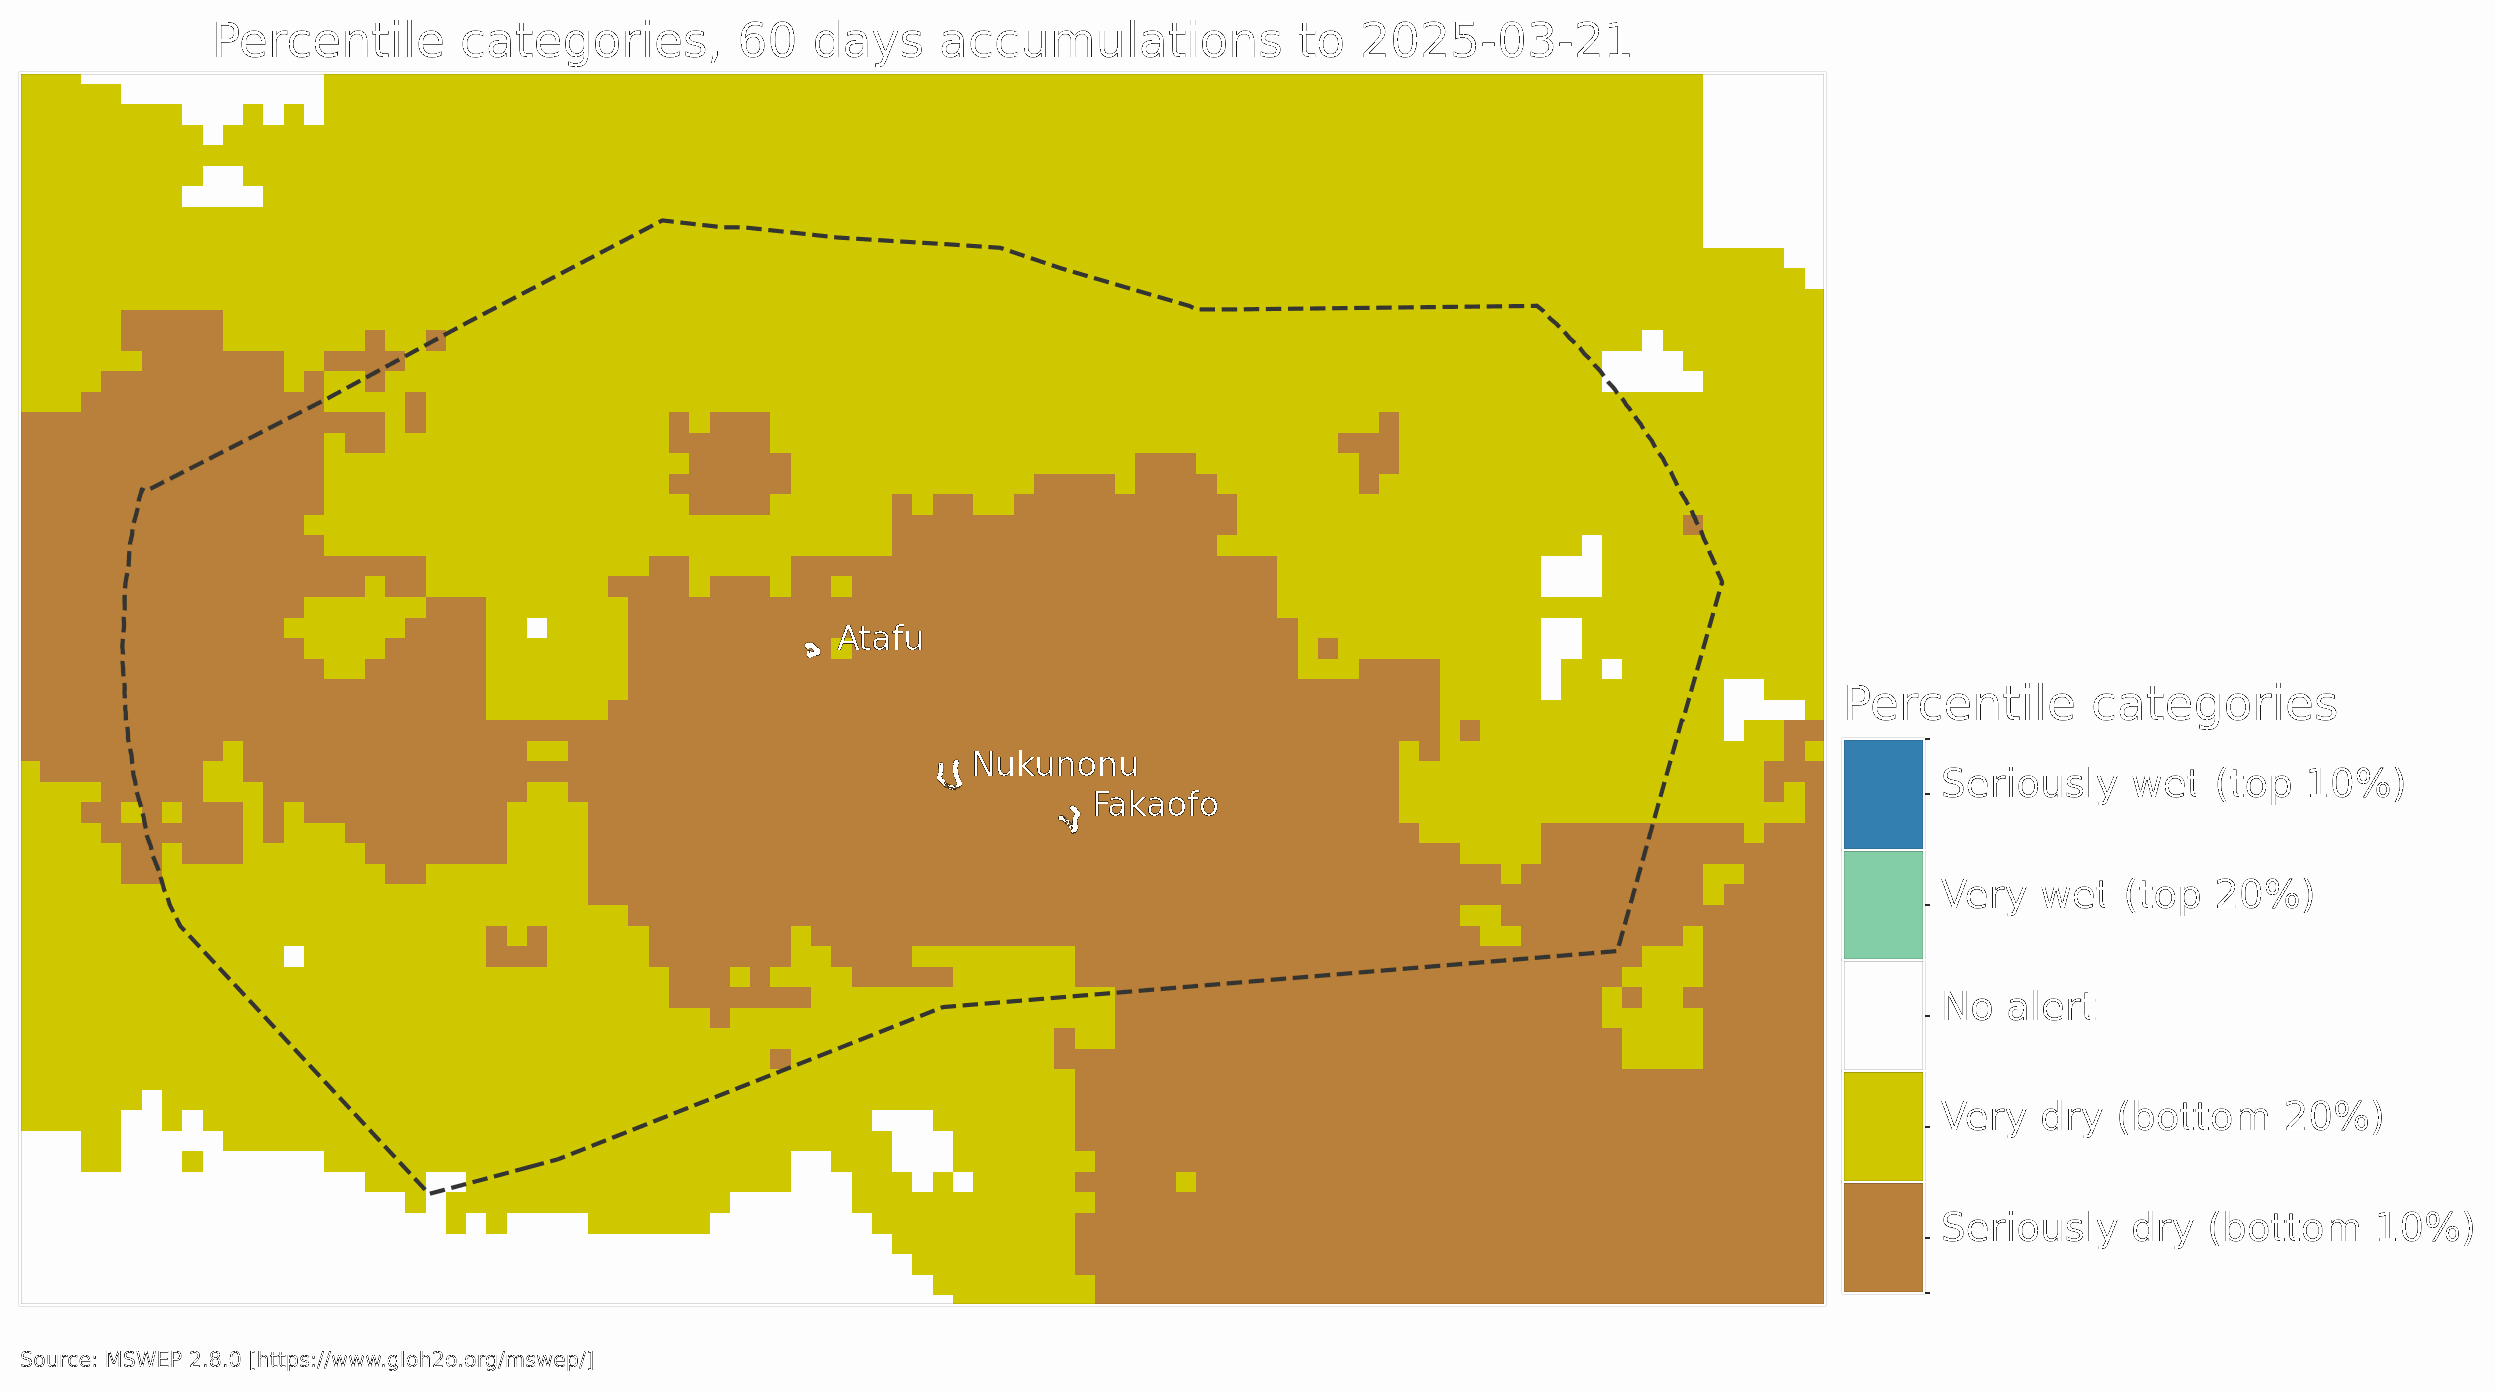 Percentile categories, 60 days accumulations to 2025-03-21
Atafu
Nukunonu
Fakaofo
Percentile categories
Seriously wet (top 10%)
Very wet (top 20%)
No alert
Very dry (bottom 20%)
Seriously dry (bottom 10%)
Source: MSWEP 2.8.0 [https://www.gloh2o.org/mswep/]